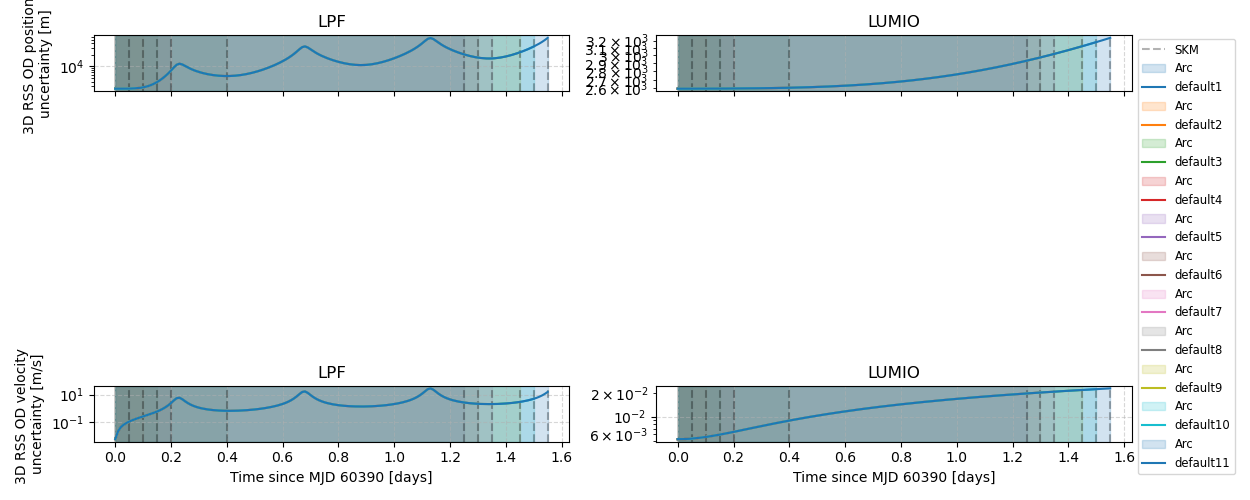 LPF
LUMIO
3D RSS OD position
uncertainty [m]
10⁴
3.2 × 10³
3.1 × 10³
3 × 10³
2.9 × 10³
2.8 × 10³
2.7 × 10³
2.6 × 10³
SKM
Arc
default1
Arc
default2
Arc
default3
Arc
default4
Arc
default5
Arc
default6
Arc
default7
Arc
default8
Arc
default9
Arc
default10
Arc
default11
LPF
LUMIO
3D RSS OD velocity
uncertainty [m/s]
10¹
10⁻¹
2 × 10⁻²
10⁻²
6 × 10⁻³
0.0 0.2 0.4 0.6 0.8 1.0 1.2 1.4 1.6
0.0 0.2 0.4 0.6 0.8 1.0 1.2 1.4 1.6
Time since MJD 60390 [days]
Time since MJD 60390 [days]